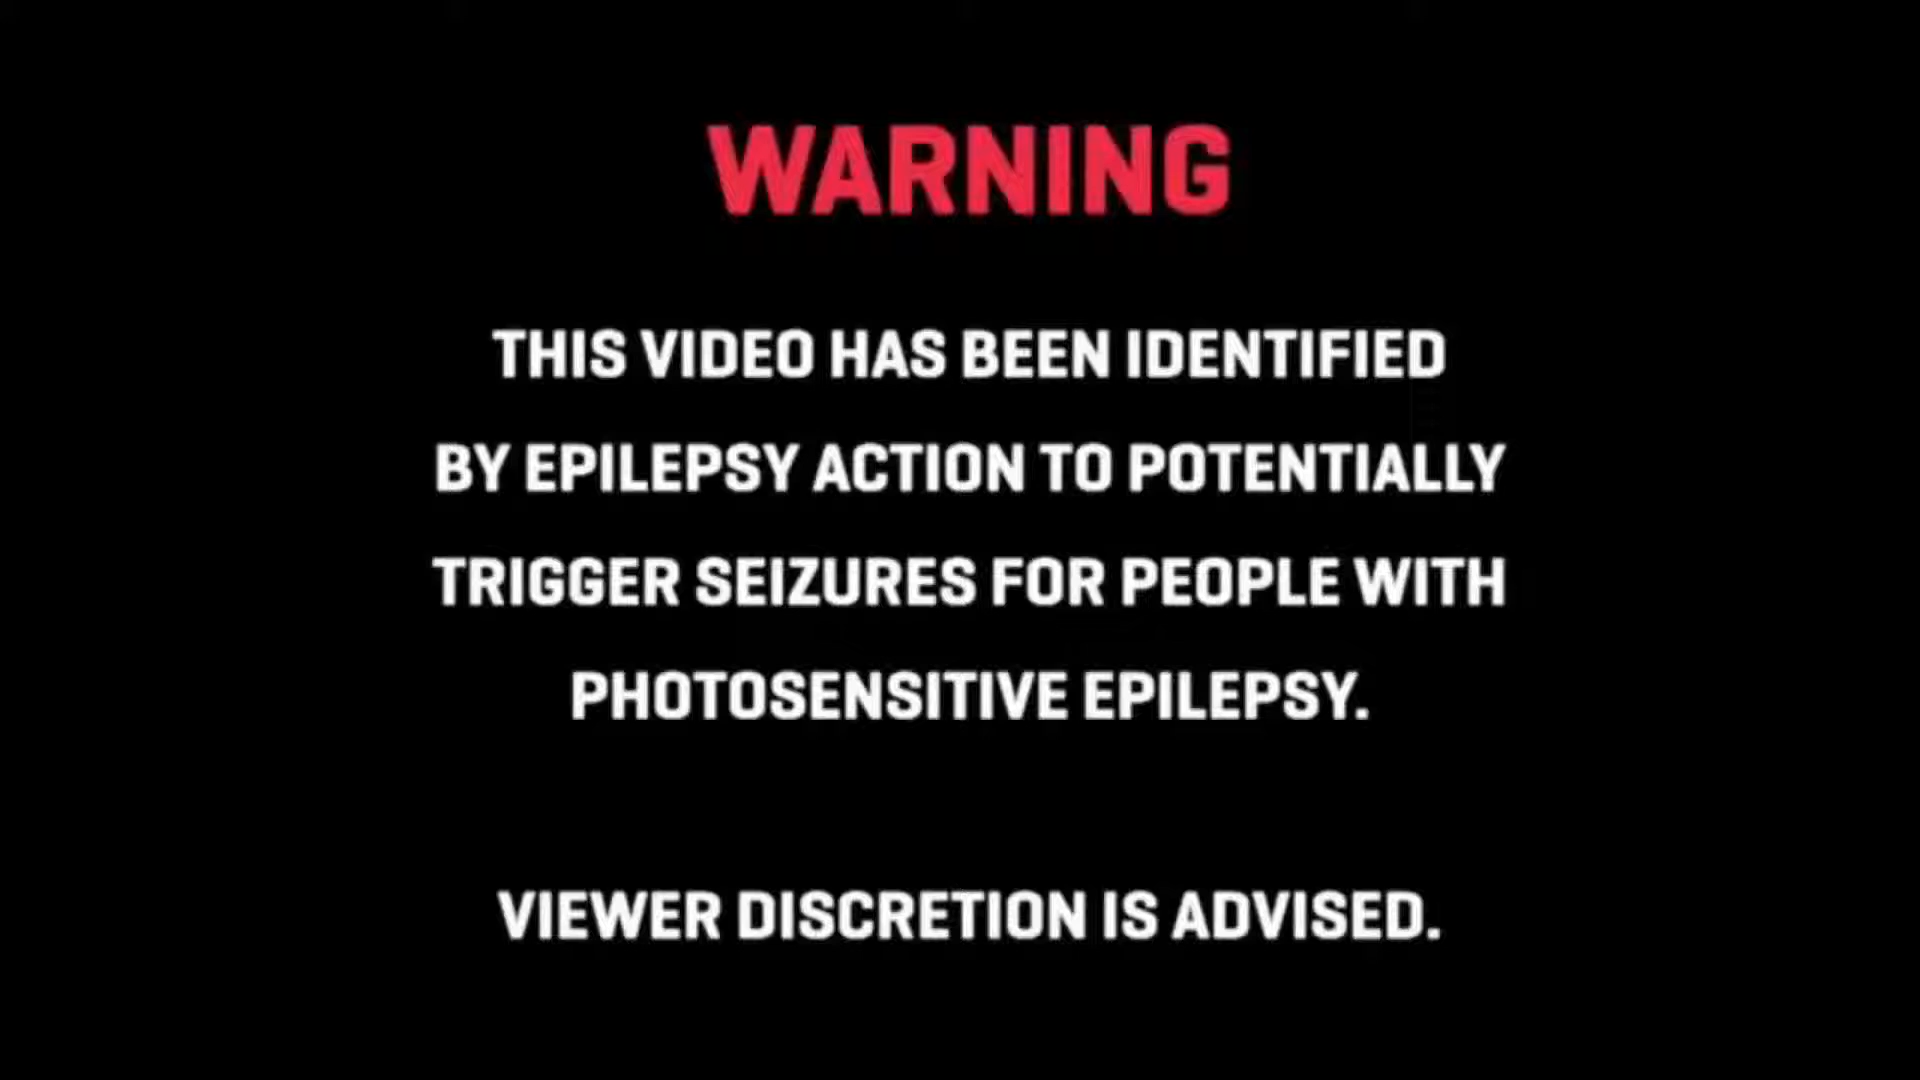 WARNING
THIS VIDEO HAS BEEN IDENTIFIED
BY EPILEPSY ACTION TO POTENTIALLY
TRIGGER SEIZURES FOR PEOPLE WITH
PHOTOSENSITIVE EPILEPSY.
VIEWER DISCRETION IS ADVISED.